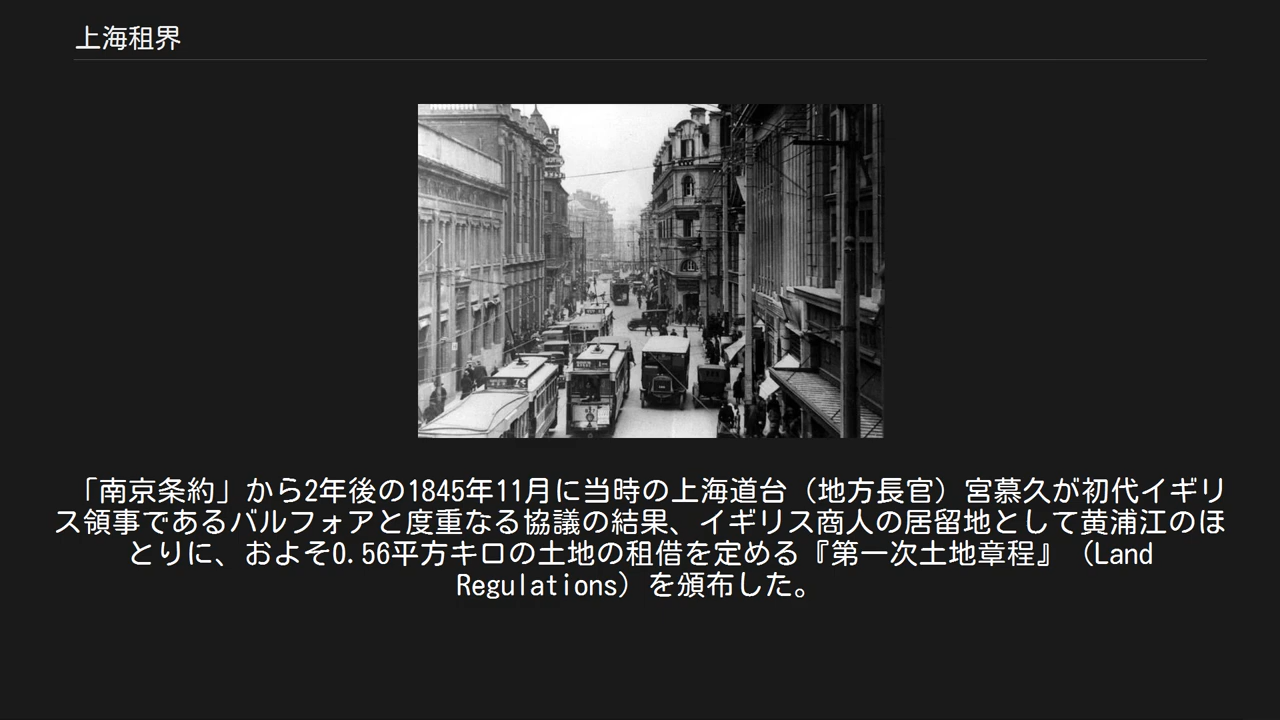 上海租界
「南京条約」から2年後の1845年11月に当時の上海道台（地方長官）宮慕久が初代イギリ
ス領事であるバルフォアと度重なる協議の結果、イギリス商人の居留地として黄浦江のほ
とりに、およそ0.56平方キロの土地の租借を定める『第一次土地章程』（Land
Regulations）を頒布した。